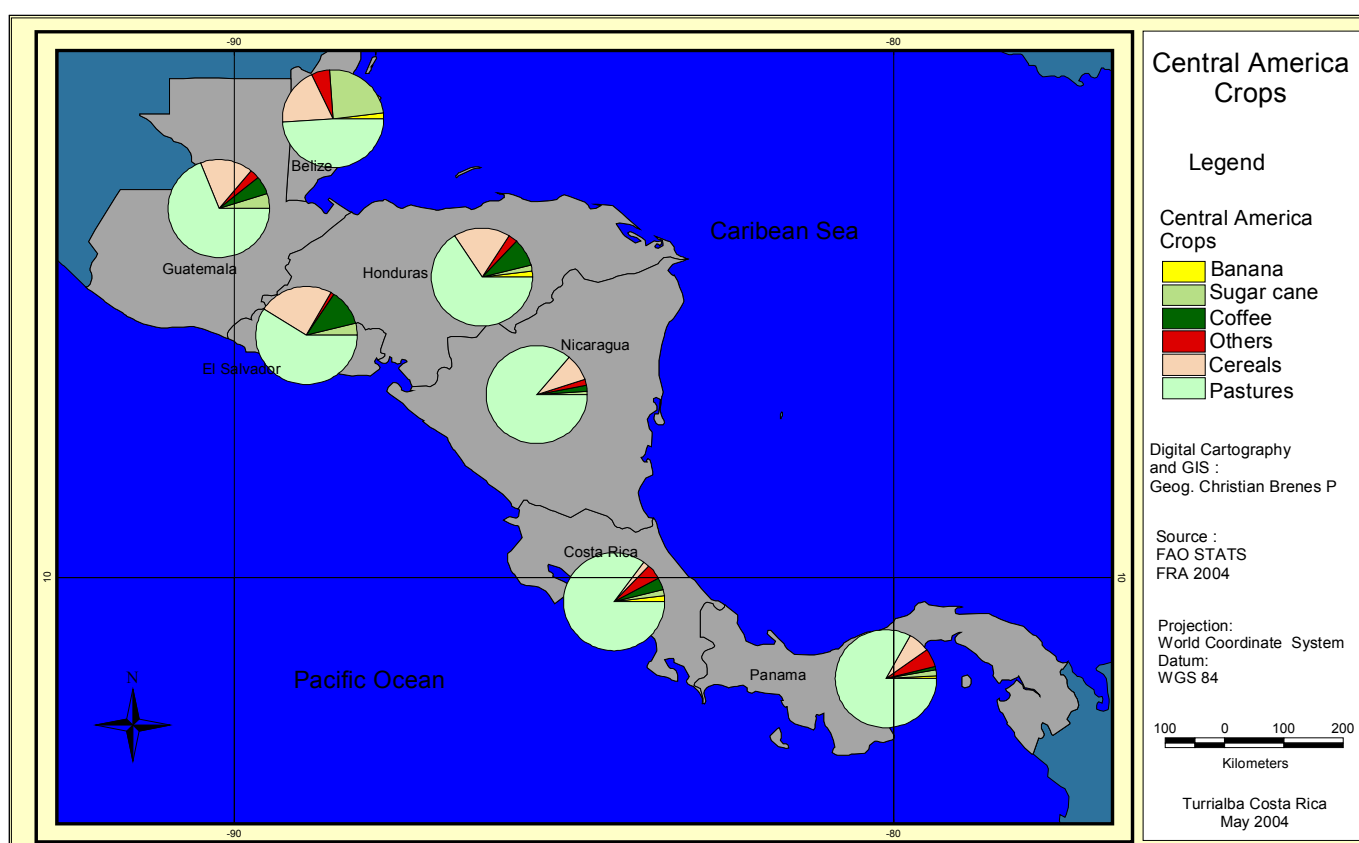 -90
-80
Belize
Guatemala
Honduras
Caribean Sea
Nicaragua
El Salvador
Costa Rica
10
10
Panama
Pacific Ocean
N
-90
-80
Central America
Crops
Legend
Central America
Crops
Banana
Sugar cane
Coffee
Others
Cereals
Pastures
Digital Cartography
and GIS :
Geog. Christian Brenes P
Source :
FAO STATS
FRA 2004
Projection:
World Coordinate System
Datum:
WGS 84
100 0 100 200
Kilometers
Turrialba Costa Rica
May 2004